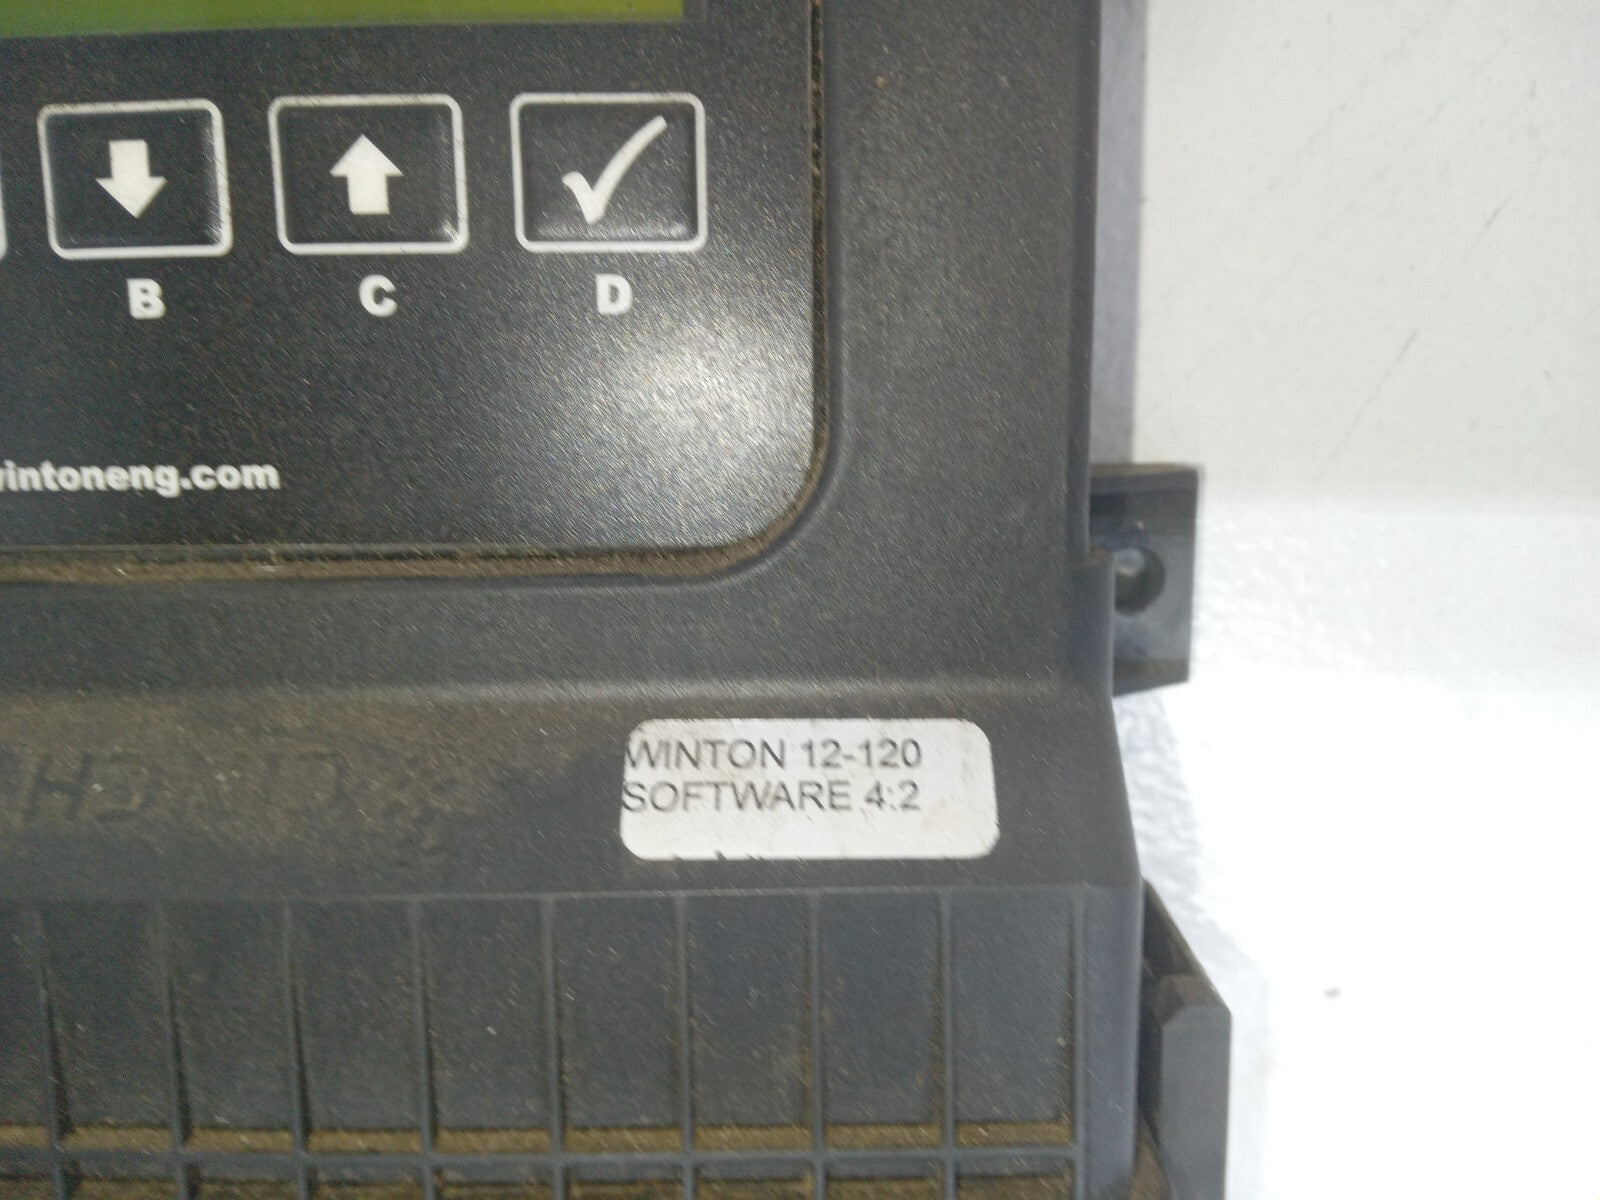 B C D
wintoneng.com
WINTON 12-120
SOFTWARE 4:2